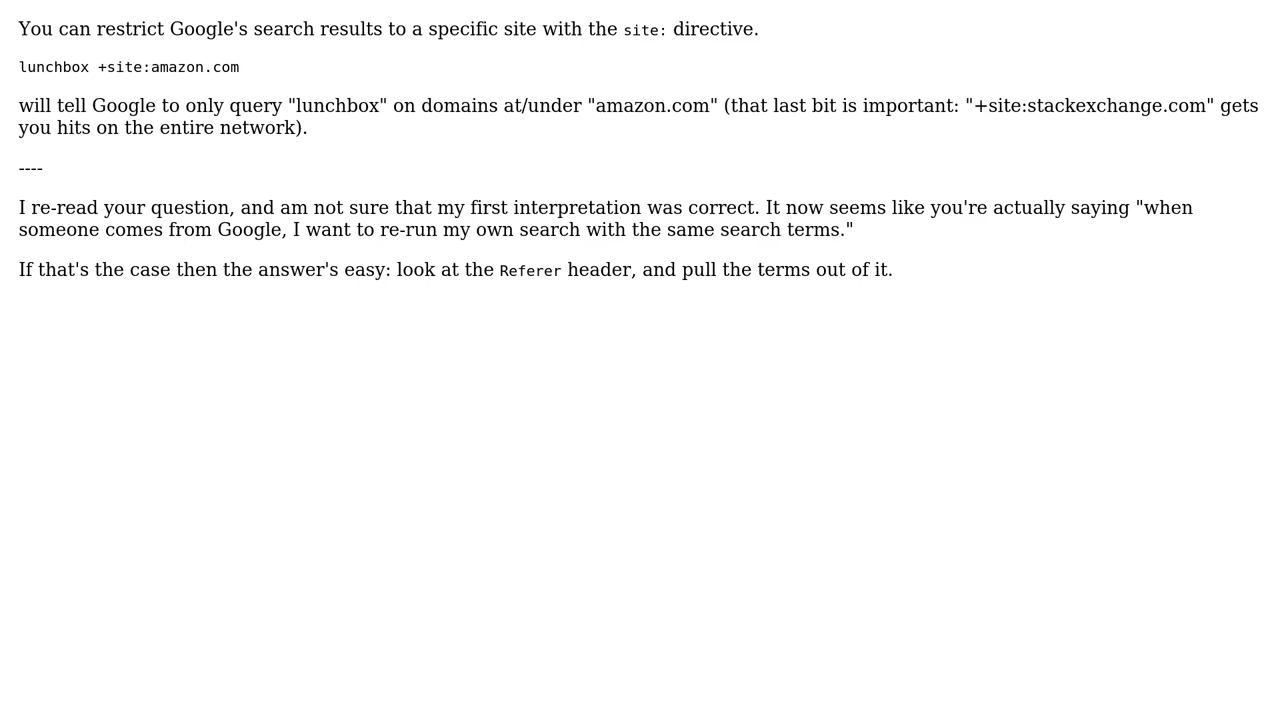 You can restrict Google's search results to a specific site with the site: directive.
lunchbox +site:amazon.com
will tell Google to only query "lunchbox" on domains at/under "amazon.com" (that last bit is important: "+site:stackexchange.com" gets
you hits on the entire network).
----
I re-read your question, and am not sure that my first interpretation was correct. It now seems like you're actually saying "when
someone comes from Google, I want to re-run my own search with the same search terms."
If that's the case then the answer's easy: look at the Referer header, and pull the terms out of it.